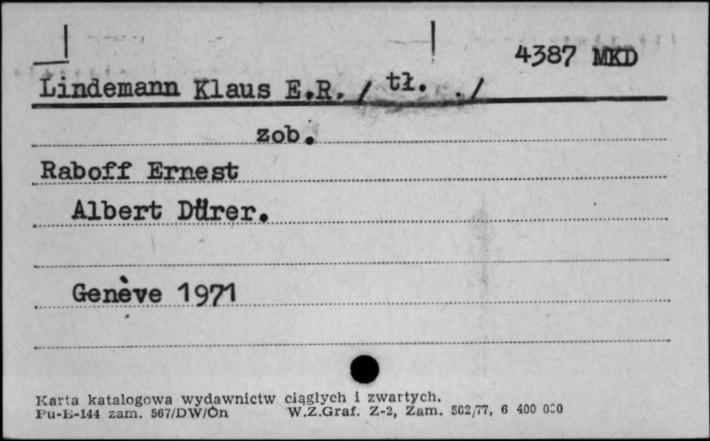 4387 MKD
Lindemann Klaus E.R. / tł. ./
zob.
Raboff Ernest
Albert Dürer.
Genève 1971
Karta katalogowa wydawnictw ciągłych i zwartych.
Pu-B-144 zam. 567/DW/On W.Z.Graf. Z-2, Zam. 502/77, 6 400 000